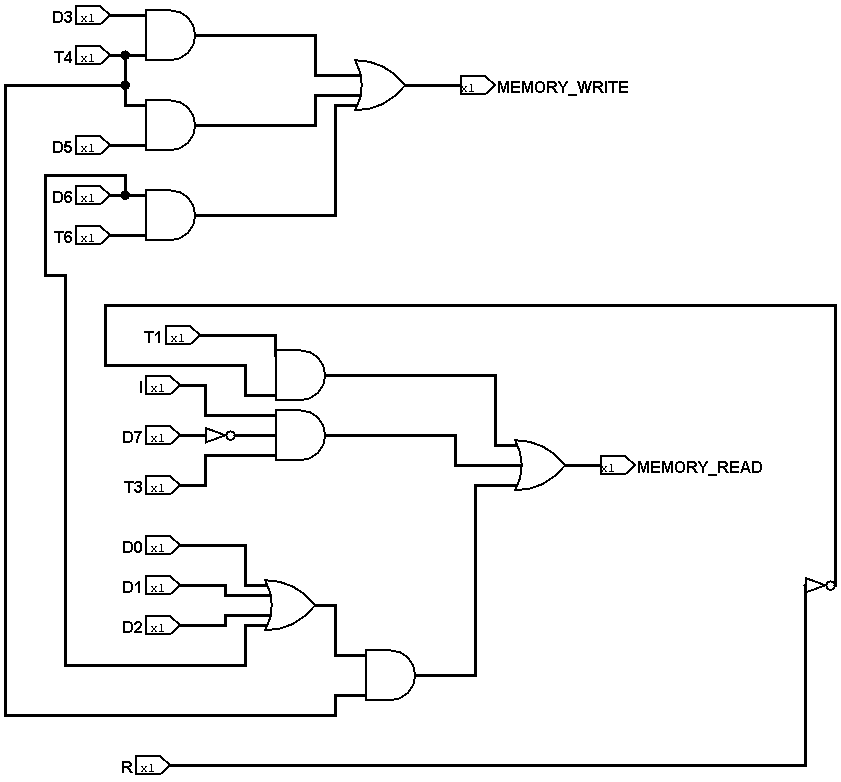 D3 x1
T4 x1
MEMORY_WRITE x1
D5 x1
D6 x1
T6 x1
T1 x1
I x1
D7 x1
MEMORY_READ x1
T3 x1
D0 x1
D1 x1
D2 x1
R x1